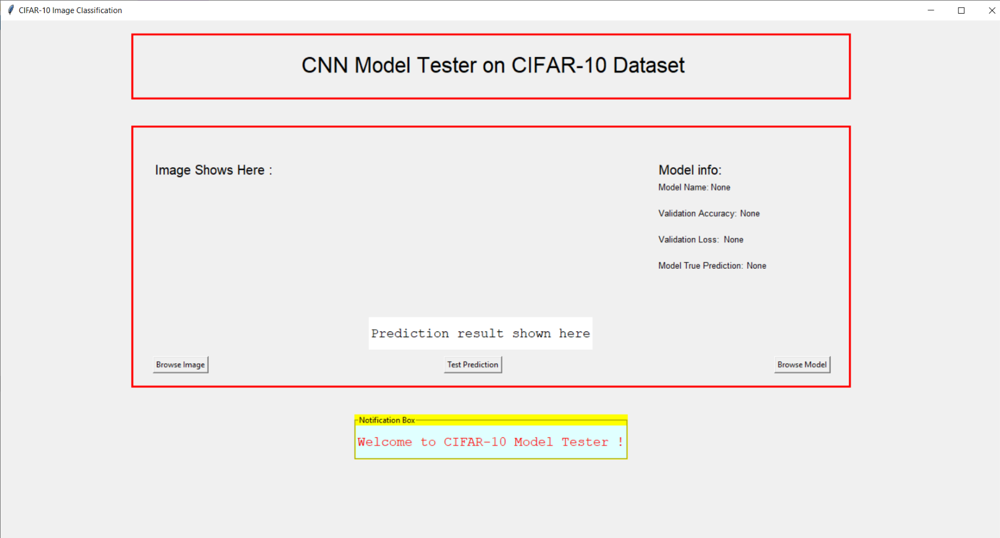 CIFAR-10 Image Classification
CNN Model Tester on CIFAR-10 Dataset
Image Shows Here :
Model info:
Model Name: None
Validation Accuracy: None
Validation Loss: None
Model True Prediction: None
Prediction result shown here
Browse Image
Test Prediction
Browse Model
Notification Box
Welcome to CIFAR-10 Model Tester !